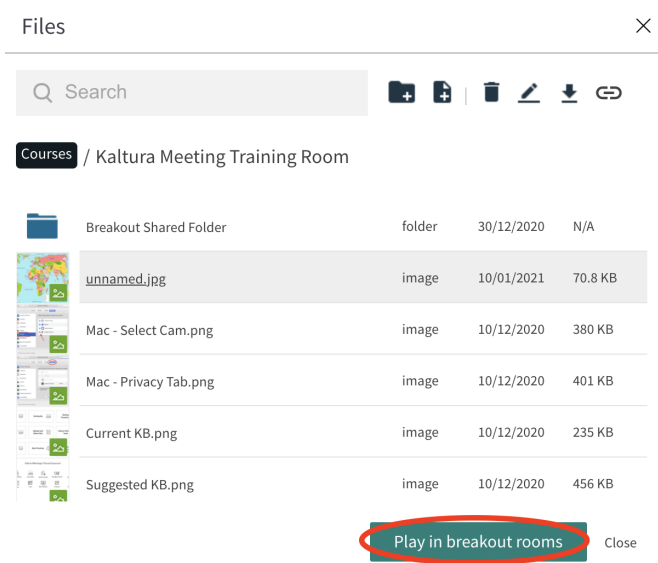 Files
Search
Courses / Kaltura Meeting Training Room
Breakout Shared Folder folder 30/12/2020 N/A
unnamed.jpg image 10/01/2021 70.8 KB
Mac - Select Cam.png image 10/12/2020 380 KB
Mac - Privacy Tab.png image 10/12/2020 401 KB
Current KB.png image 10/12/2020 235 KB
Suggested KB.png image 10/12/2020 456 KB
Play in breakout rooms Close